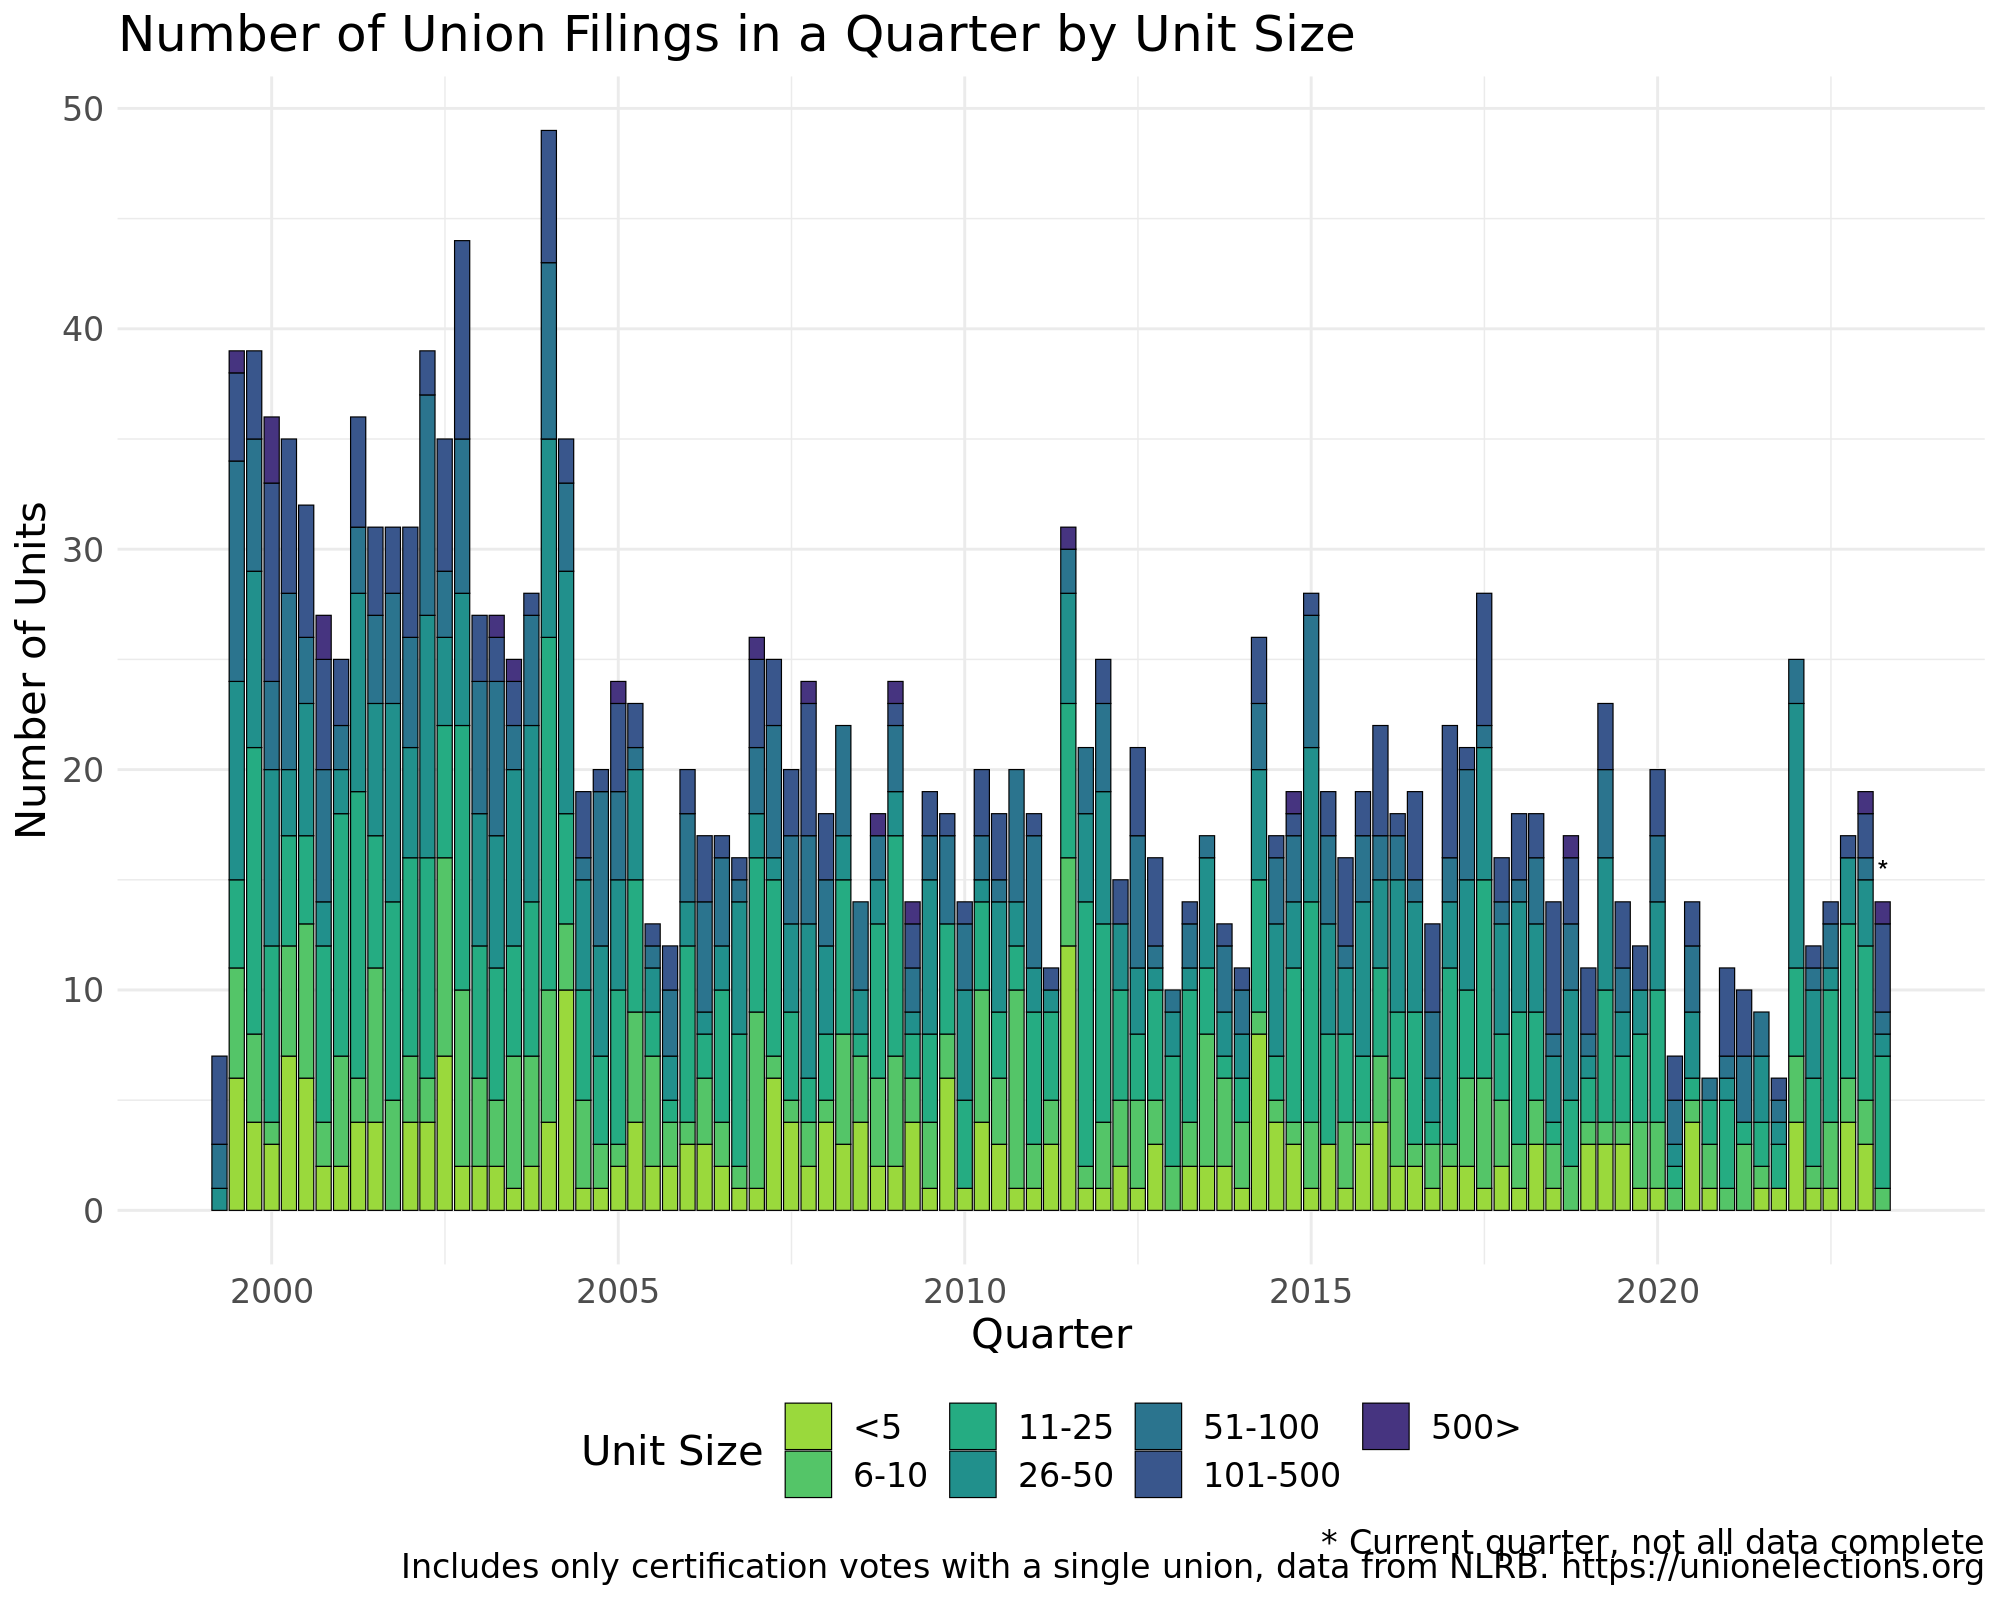 Number of Union Filings in a Quarter by Unit Size
Number of Units
50
40
30
20
10
0
*
2000 2005 2010 2015 2020
Quarter
Unit Size
<5 11-25 51-100 500>
6-10 26-50 101-500
* Current quarter, not all data complete
Includes only certification votes with a single union, data from NLRB. https://unionelections.org